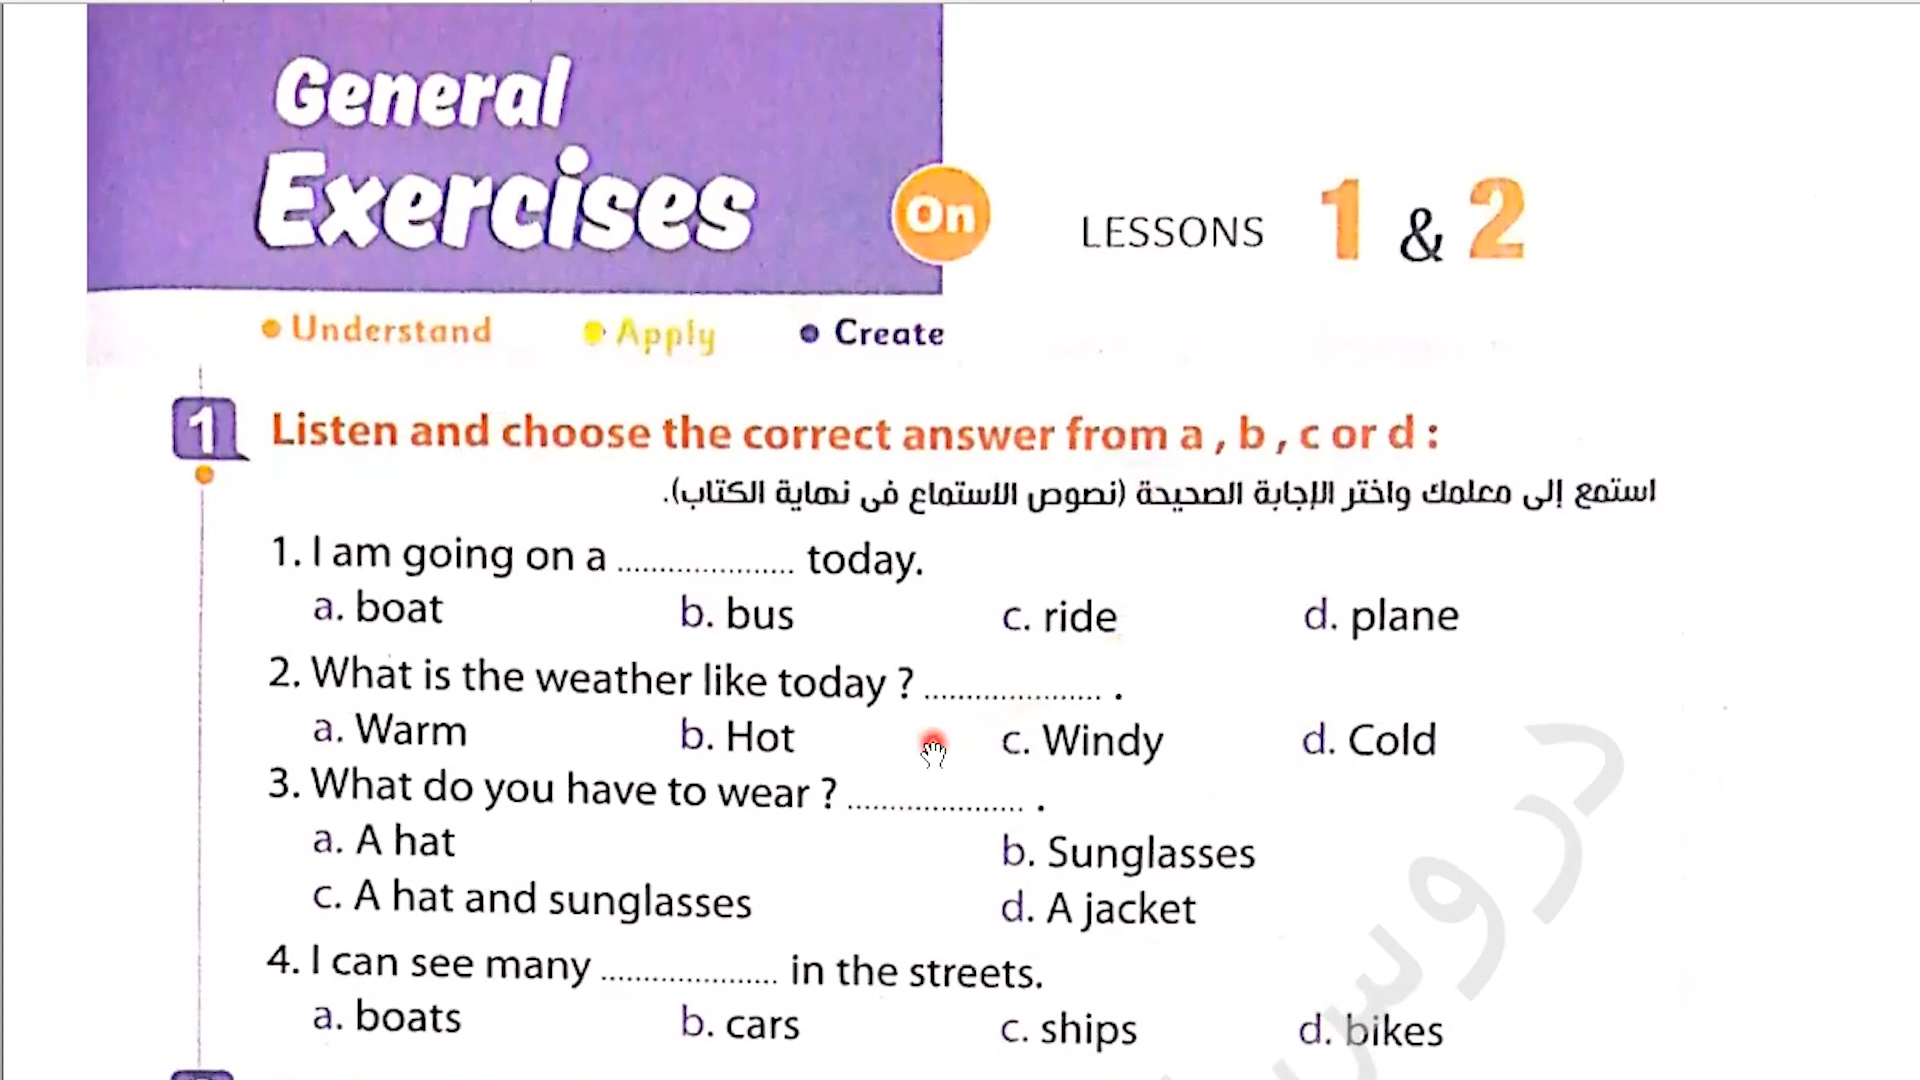 General
Exercises
On
LESSONS 1 & 2
• Understand • Apply • Create
1 Listen and choose the correct answer from a , b , c or d :
استمع إلى معلمك واختر الإجابة الصحيحة (نصوص الاستماع فى نهاية الكتاب).
1. I am going on a .................... today.
a. boat b. bus c. ride d. plane
2. What is the weather like today ? .................... .
a. Warm b. Hot c. Windy d. Cold
3. What do you have to wear ? .................... .
a. A hat b. Sunglasses
c. A hat and sunglasses d. A jacket
4. I can see many .................... in the streets.
a. boats b. cars c. ships d. bikes